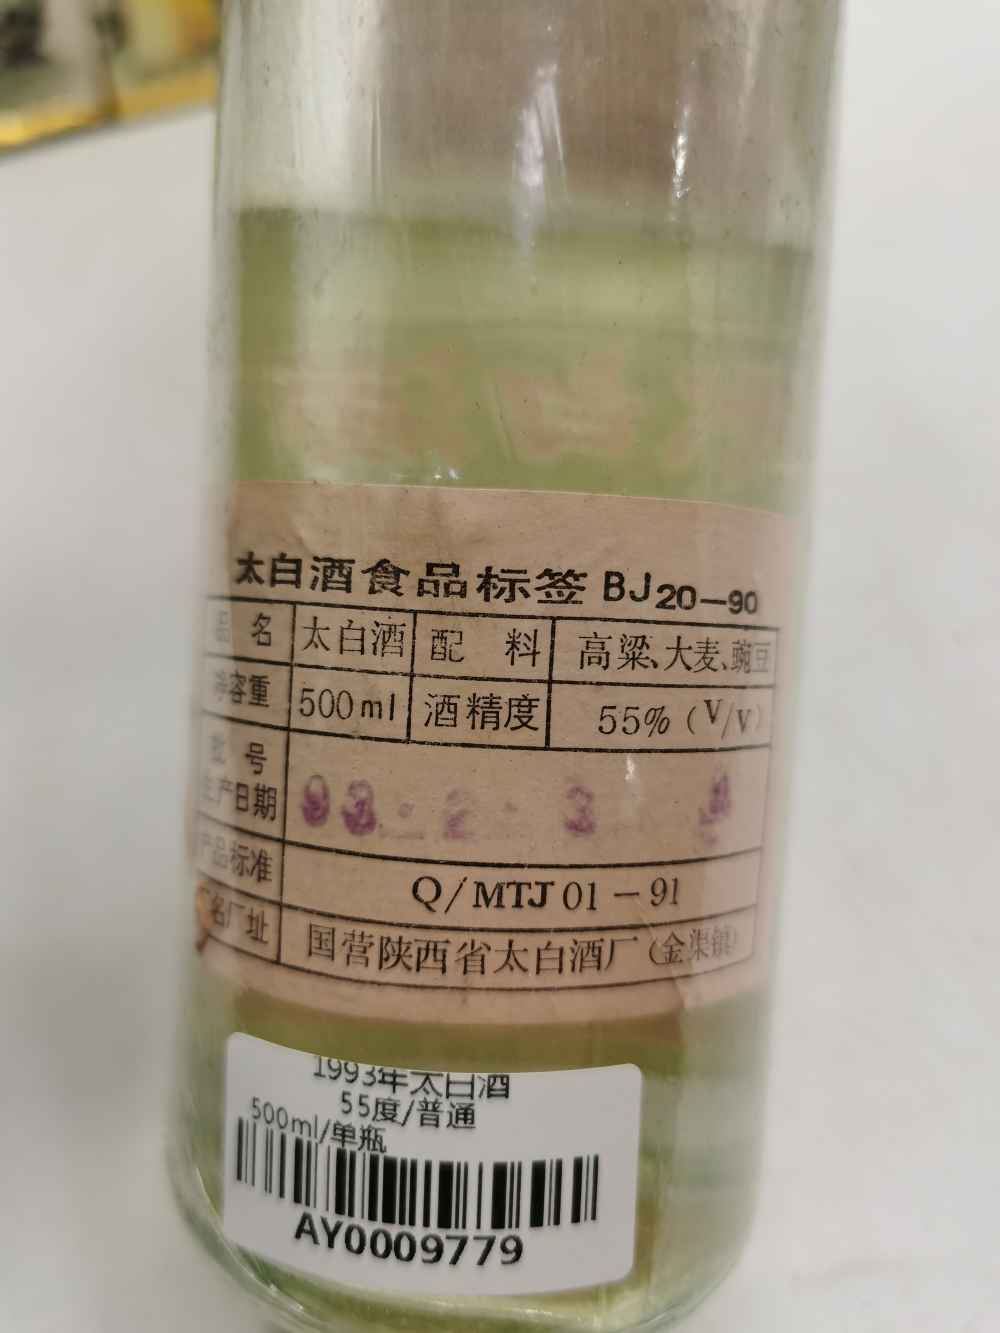 太白酒食品标签 BJ20-90
品 名 太白酒 配 料 高粱、大麦、豌豆
净容重 500ml 酒精度 55% (V/V)
批 号
生产日期 93·2·3
产品标准 Q/MTJ 01-91
厂名厂址 国营陕西省太白酒厂(金渠镇)
1993年太白酒
55度/普通
500ml/单瓶
AY0009779